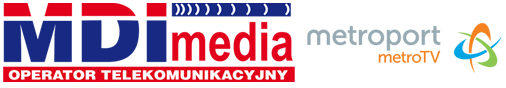 MDI media
OPERATOR TELEKOMUNIKACYJNY
metroport
metroTV